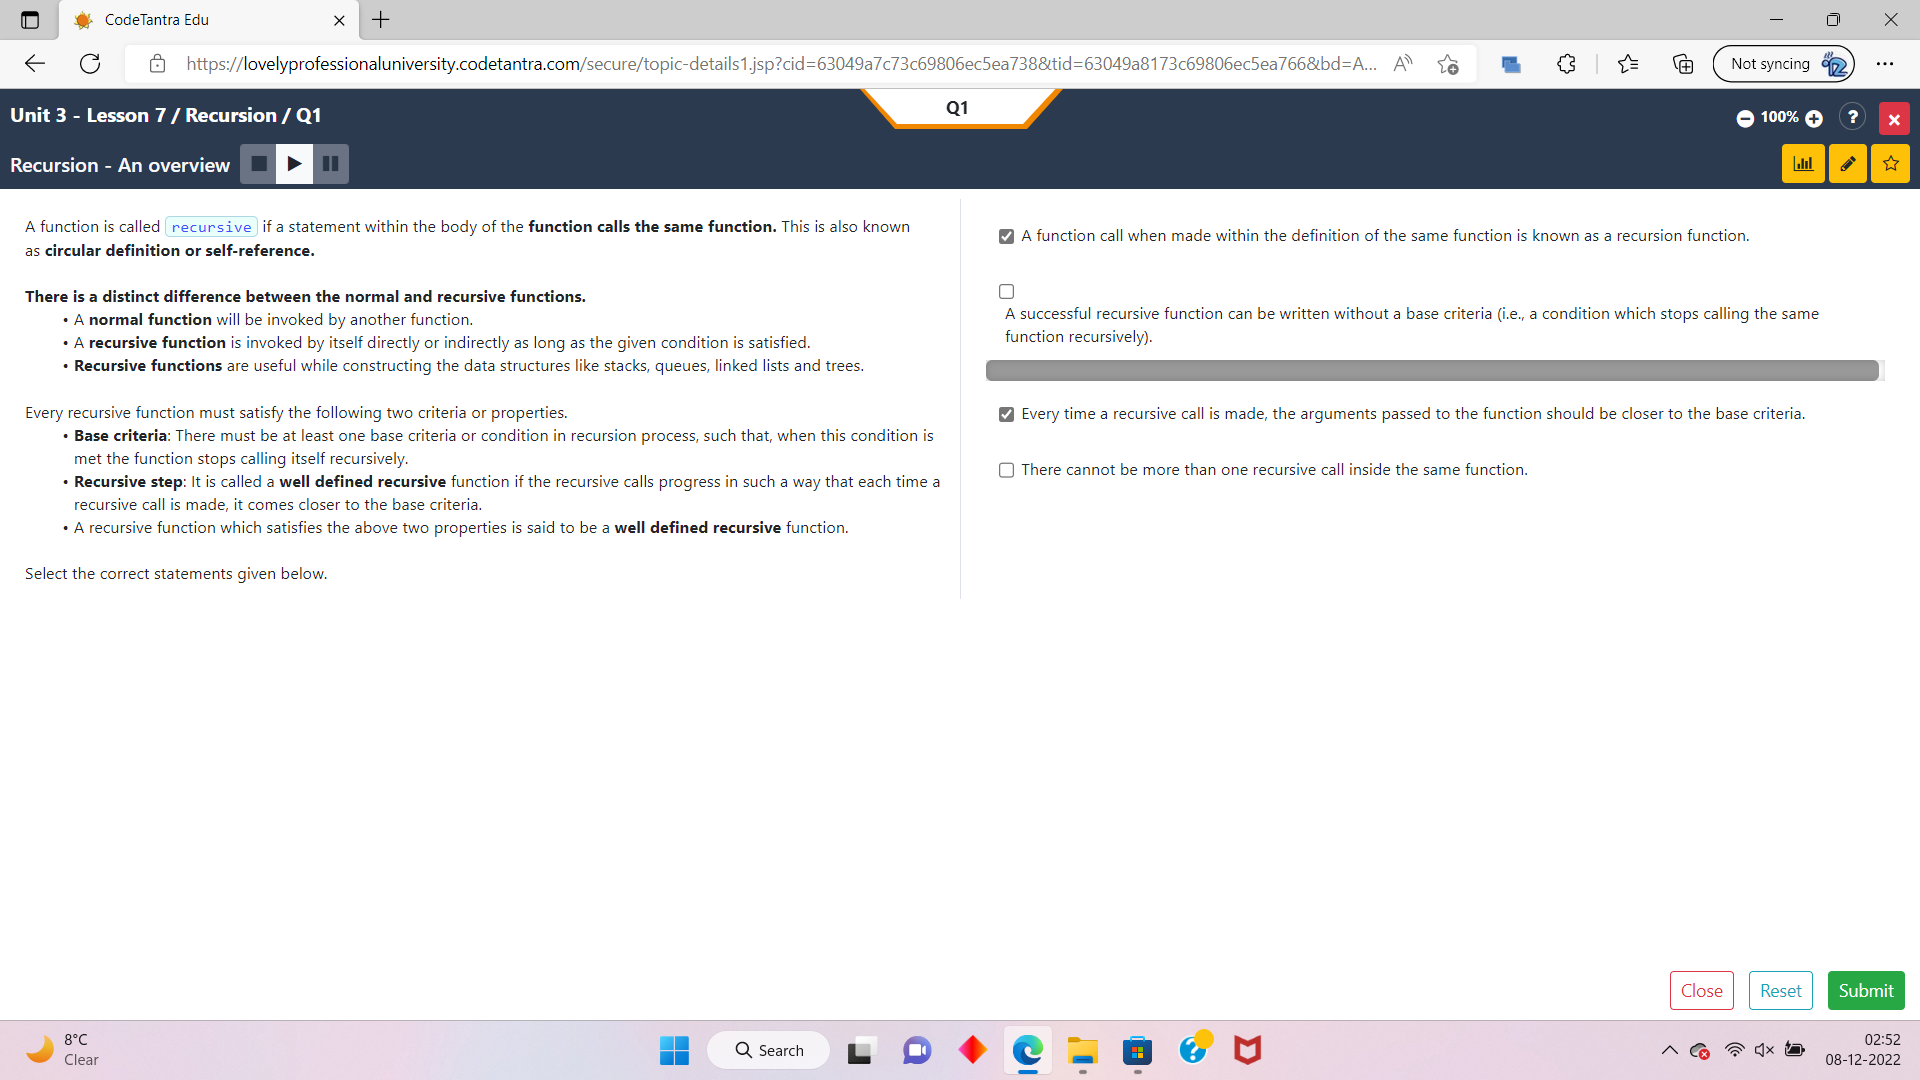 CodeTantra Edu
https://lovelyprofessionaluniversity.codetantra.com/secure/topic-details1.jsp?cid=63049a7c73c69806ec5ea738&tid=63049a8173c69806ec5ea766&bd=A...
Not syncing
Unit 3 - Lesson 7 / Recursion / Q1
Q1
100%
?
Recursion - An overview
A function is called recursive if a statement within the body of the function calls the same function. This is also known
as circular definition or self-reference.
There is a distinct difference between the normal and recursive functions.
• A normal function will be invoked by another function.
• A recursive function is invoked by itself directly or indirectly as long as the given condition is satisfied.
• Recursive functions are useful while constructing the data structures like stacks, queues, linked lists and trees.
Every recursive function must satisfy the following two criteria or properties.
• Base criteria: There must be at least one base criteria or condition in recursion process, such that, when this condition is
met the function stops calling itself recursively.
• Recursive step: It is called a well defined recursive function if the recursive calls progress in such a way that each time a
recursive call is made, it comes closer to the base criteria.
• A recursive function which satisfies the above two properties is said to be a well defined recursive function.
Select the correct statements given below.
A function call when made within the definition of the same function is known as a recursion function.
A successful recursive function can be written without a base criteria (i.e., a condition which stops calling the same
function recursively).
Every time a recursive call is made, the arguments passed to the function should be closer to the base criteria.
There cannot be more than one recursive call inside the same function.
Close
Reset
Submit
8°C
Clear
Search
02:52
08-12-2022